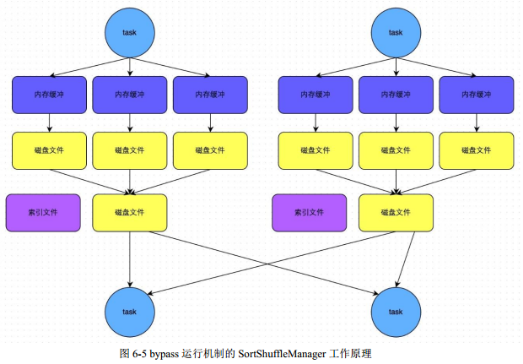 task
task
内存缓冲 内存缓冲 内存缓冲 内存缓冲 内存缓冲 内存缓冲
磁盘文件 磁盘文件 磁盘文件 磁盘文件 磁盘文件 磁盘文件
索引文件 磁盘文件 索引文件 磁盘文件
task
task
图 6-5 bypass 运行机制的 SortShuffleManager 工作原理